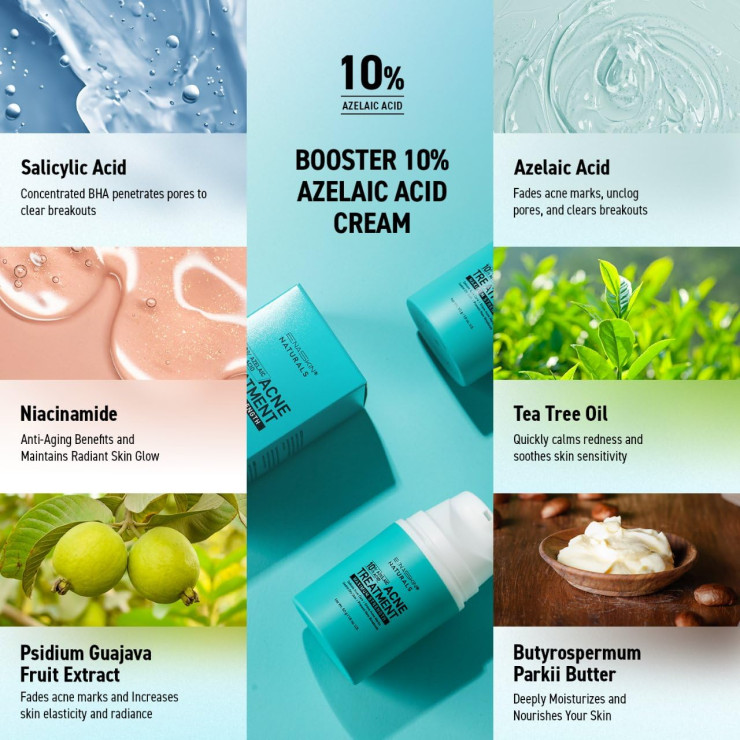 10%
AZELAIC ACID
BOOSTER 10%
AZELAIC ACID
CREAM
Salicylic Acid
Concentrated BHA penetrates pores to
clear breakouts
Azelaic Acid
Fades acne marks, unclog
pores, and clears breakouts
Niacinamide
Anti-Aging Benefits and
Maintains Radiant Skin Glow
Tea Tree Oil
Quickly calms redness and
soothes skin sensitivity
Psidium Guajava
Fruit Extract
Fades acne marks and Increases
skin elasticity and radiance
Butyrospermum
Parkii Butter
Deeply Moisturizes and
Nourishes Your Skin
NATURALS
ACNE
NATURALS
10%
ACNE
TREATMENT